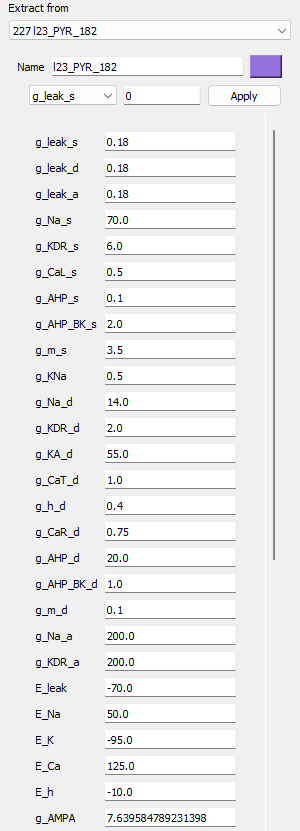 Extract from
227 l23_PYR_182
Name l23_PYR_182
g_leak_s 0 Apply
g_leak_s 0.18
g_leak_d 0.18
g_leak_a 0.18
g_Na_s 70.0
g_KDR_s 6.0
g_CaL_s 0.5
g_AHP_s 0.1
g_AHP_BK_s 2.0
g_m_s 3.5
g_KNa 0.5
g_Na_d 14.0
g_KDR_d 2.0
g_KA_d 55.0
g_CaT_d 1.0
g_h_d 0.4
g_CaR_d 0.75
g_AHP_d 20.0
g_AHP_BK_d 1.0
g_m_d 0.1
g_Na_a 200.0
g_KDR_a 200.0
E_leak -70.0
E_Na 50.0
E_K -95.0
E_Ca 125.0
E_h -10.0
g_AMPA 7.639584789231398